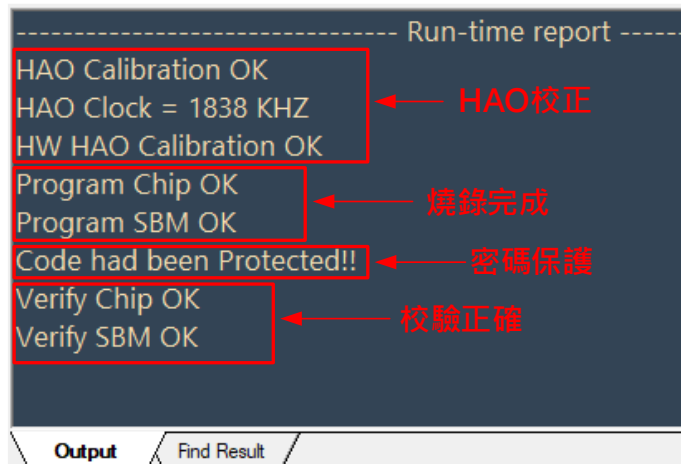 -------------------------------- Run-time report -----
HAO Calibration OK
HAO Clock = 1838 KHZ
HW HAO Calibration OK
HAO校正
Program Chip OK
Program SBM OK
燒錄完成
Code had been Protected!!
密碼保護
Verify Chip OK
Verify SBM OK
校驗正確
Output
Find Result